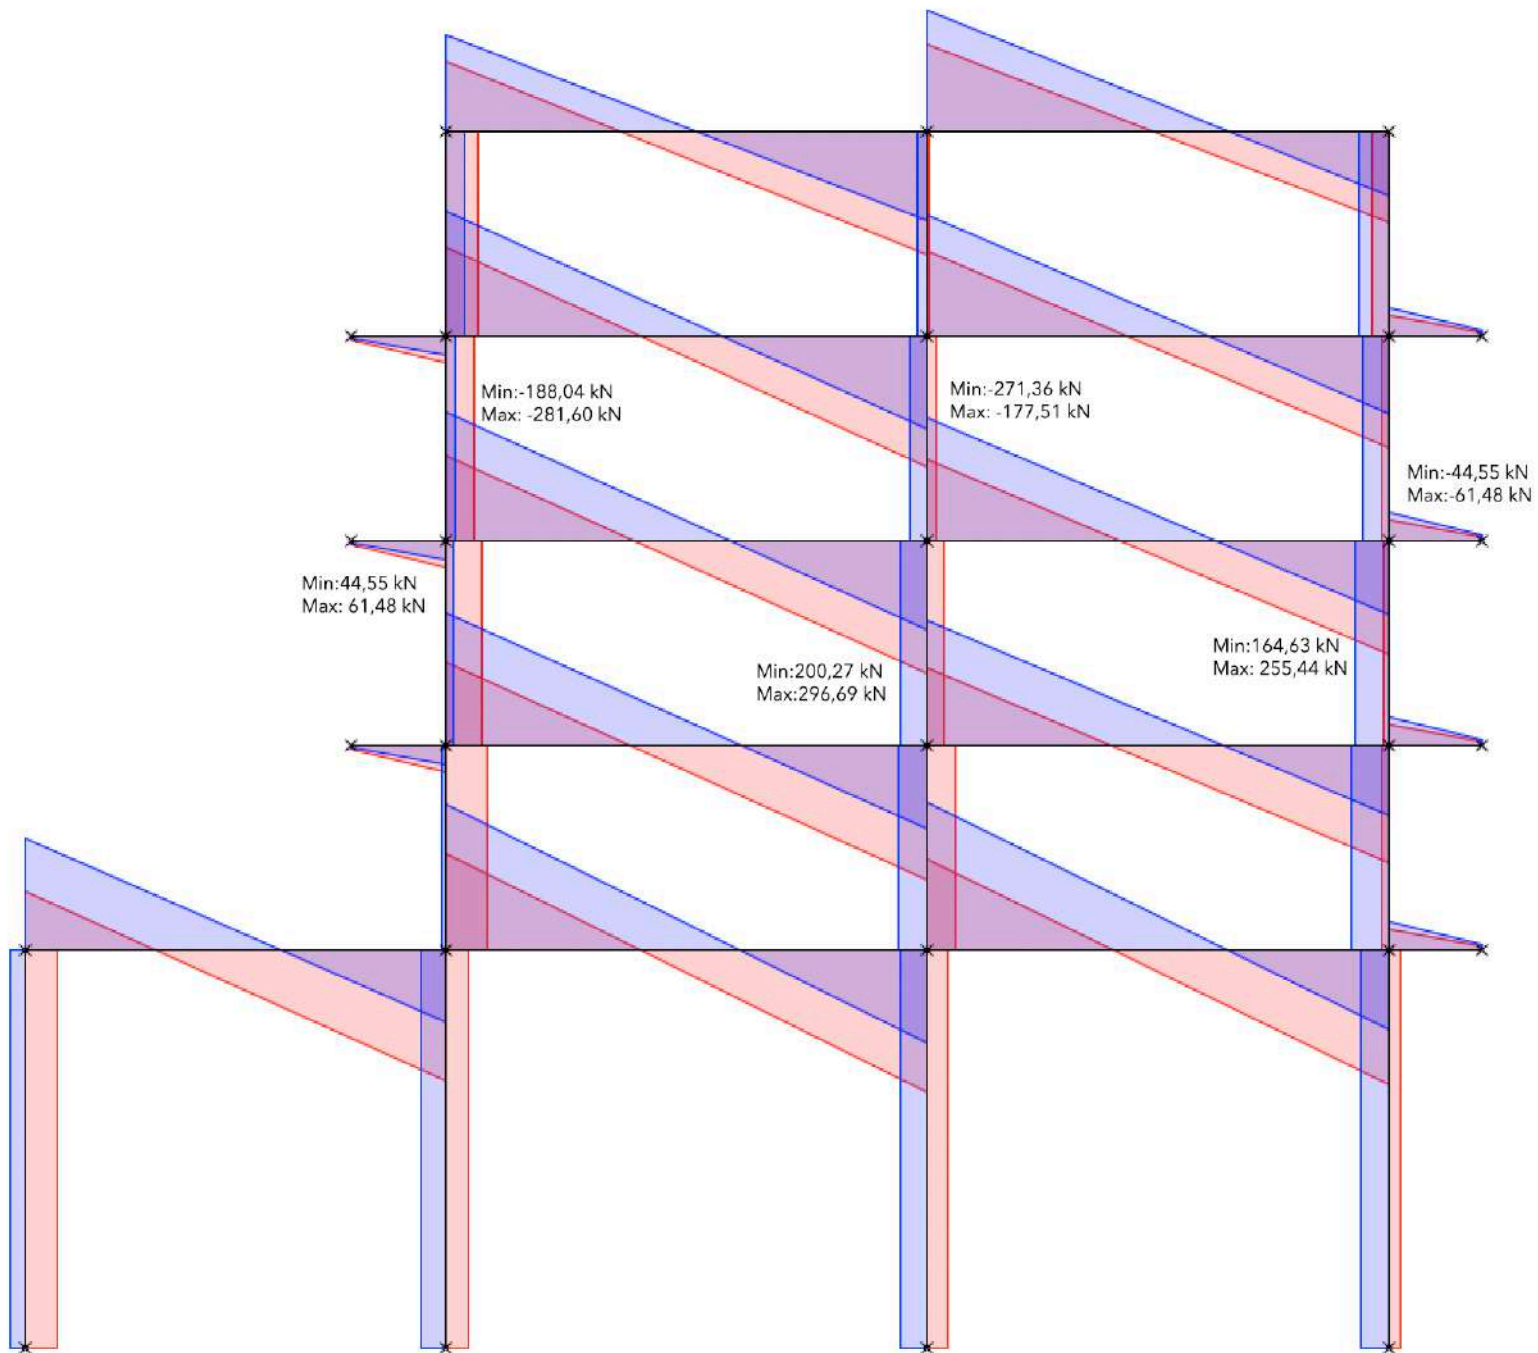 Min:-188,04 kN
Max: -281,60 kN
Min:-271,36 kN
Max: -177,51 kN
Min:-44,55 kN
Max:-61,48 kN
Min:44,55 kN
Max: 61,48 kN
Min:200,27 kN
Max:296,69 kN
Min:164,63 kN
Max: 255,44 kN